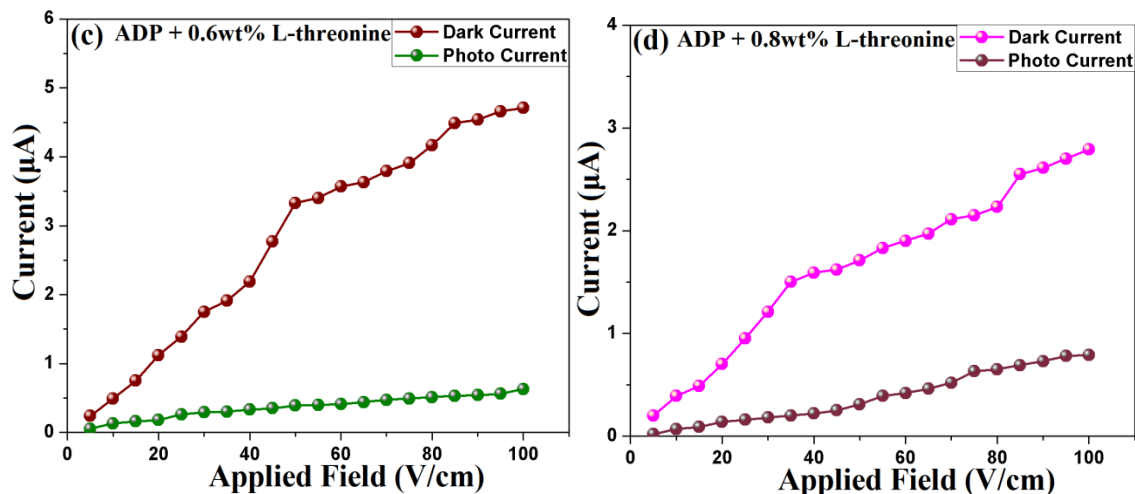 (c) ADP + 0.6wt% L-threonine
Dark Current
Photo Current
6
5
4
3
2
1
0
Current (μA)
0 20 40 60 80 100
Applied Field (V/cm)
(d) ADP + 0.8wt% L-threonine
Dark Current
Photo Current
4
3
2
1
0
Current (μA)
0 20 40 60 80 100
Applied Field (V/cm)